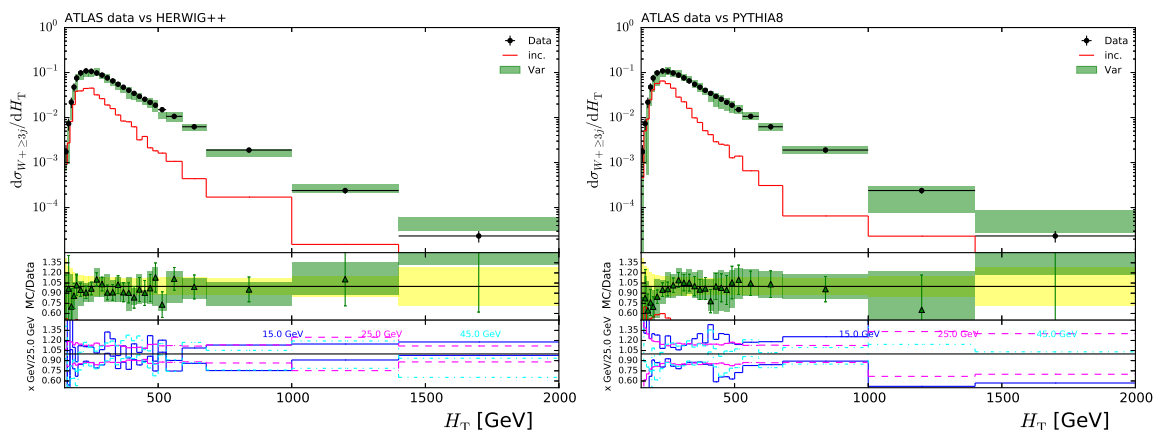 ATLAS data vs HERWIG++
10^0
10^-1
10^-2
10^-3
10^-4
dσ_{W+ ≥3j}/dH_T
Data
inc.
Var
1.35
1.20
1.05
0.90
0.75
0.60
MC/Data
15.0 GeV
25.0 GeV
45.0 GeV
1.35
1.20
1.05
0.90
0.75
0.60
x GeV/25.0 GeV
500
1000
1500
2000
H_T [GeV]
ATLAS data vs PYTHIA8
10^0
10^-1
10^-2
10^-3
10^-4
dσ_{W+ ≥3j}/dH_T
Data
inc.
Var
1.35
1.20
1.05
0.90
0.75
0.60
MC/Data
15.0 GeV
25.0 GeV
45.0 GeV
1.35
1.20
1.05
0.90
0.75
0.60
x GeV/25.0 GeV
500
1000
1500
2000
H_T [GeV]